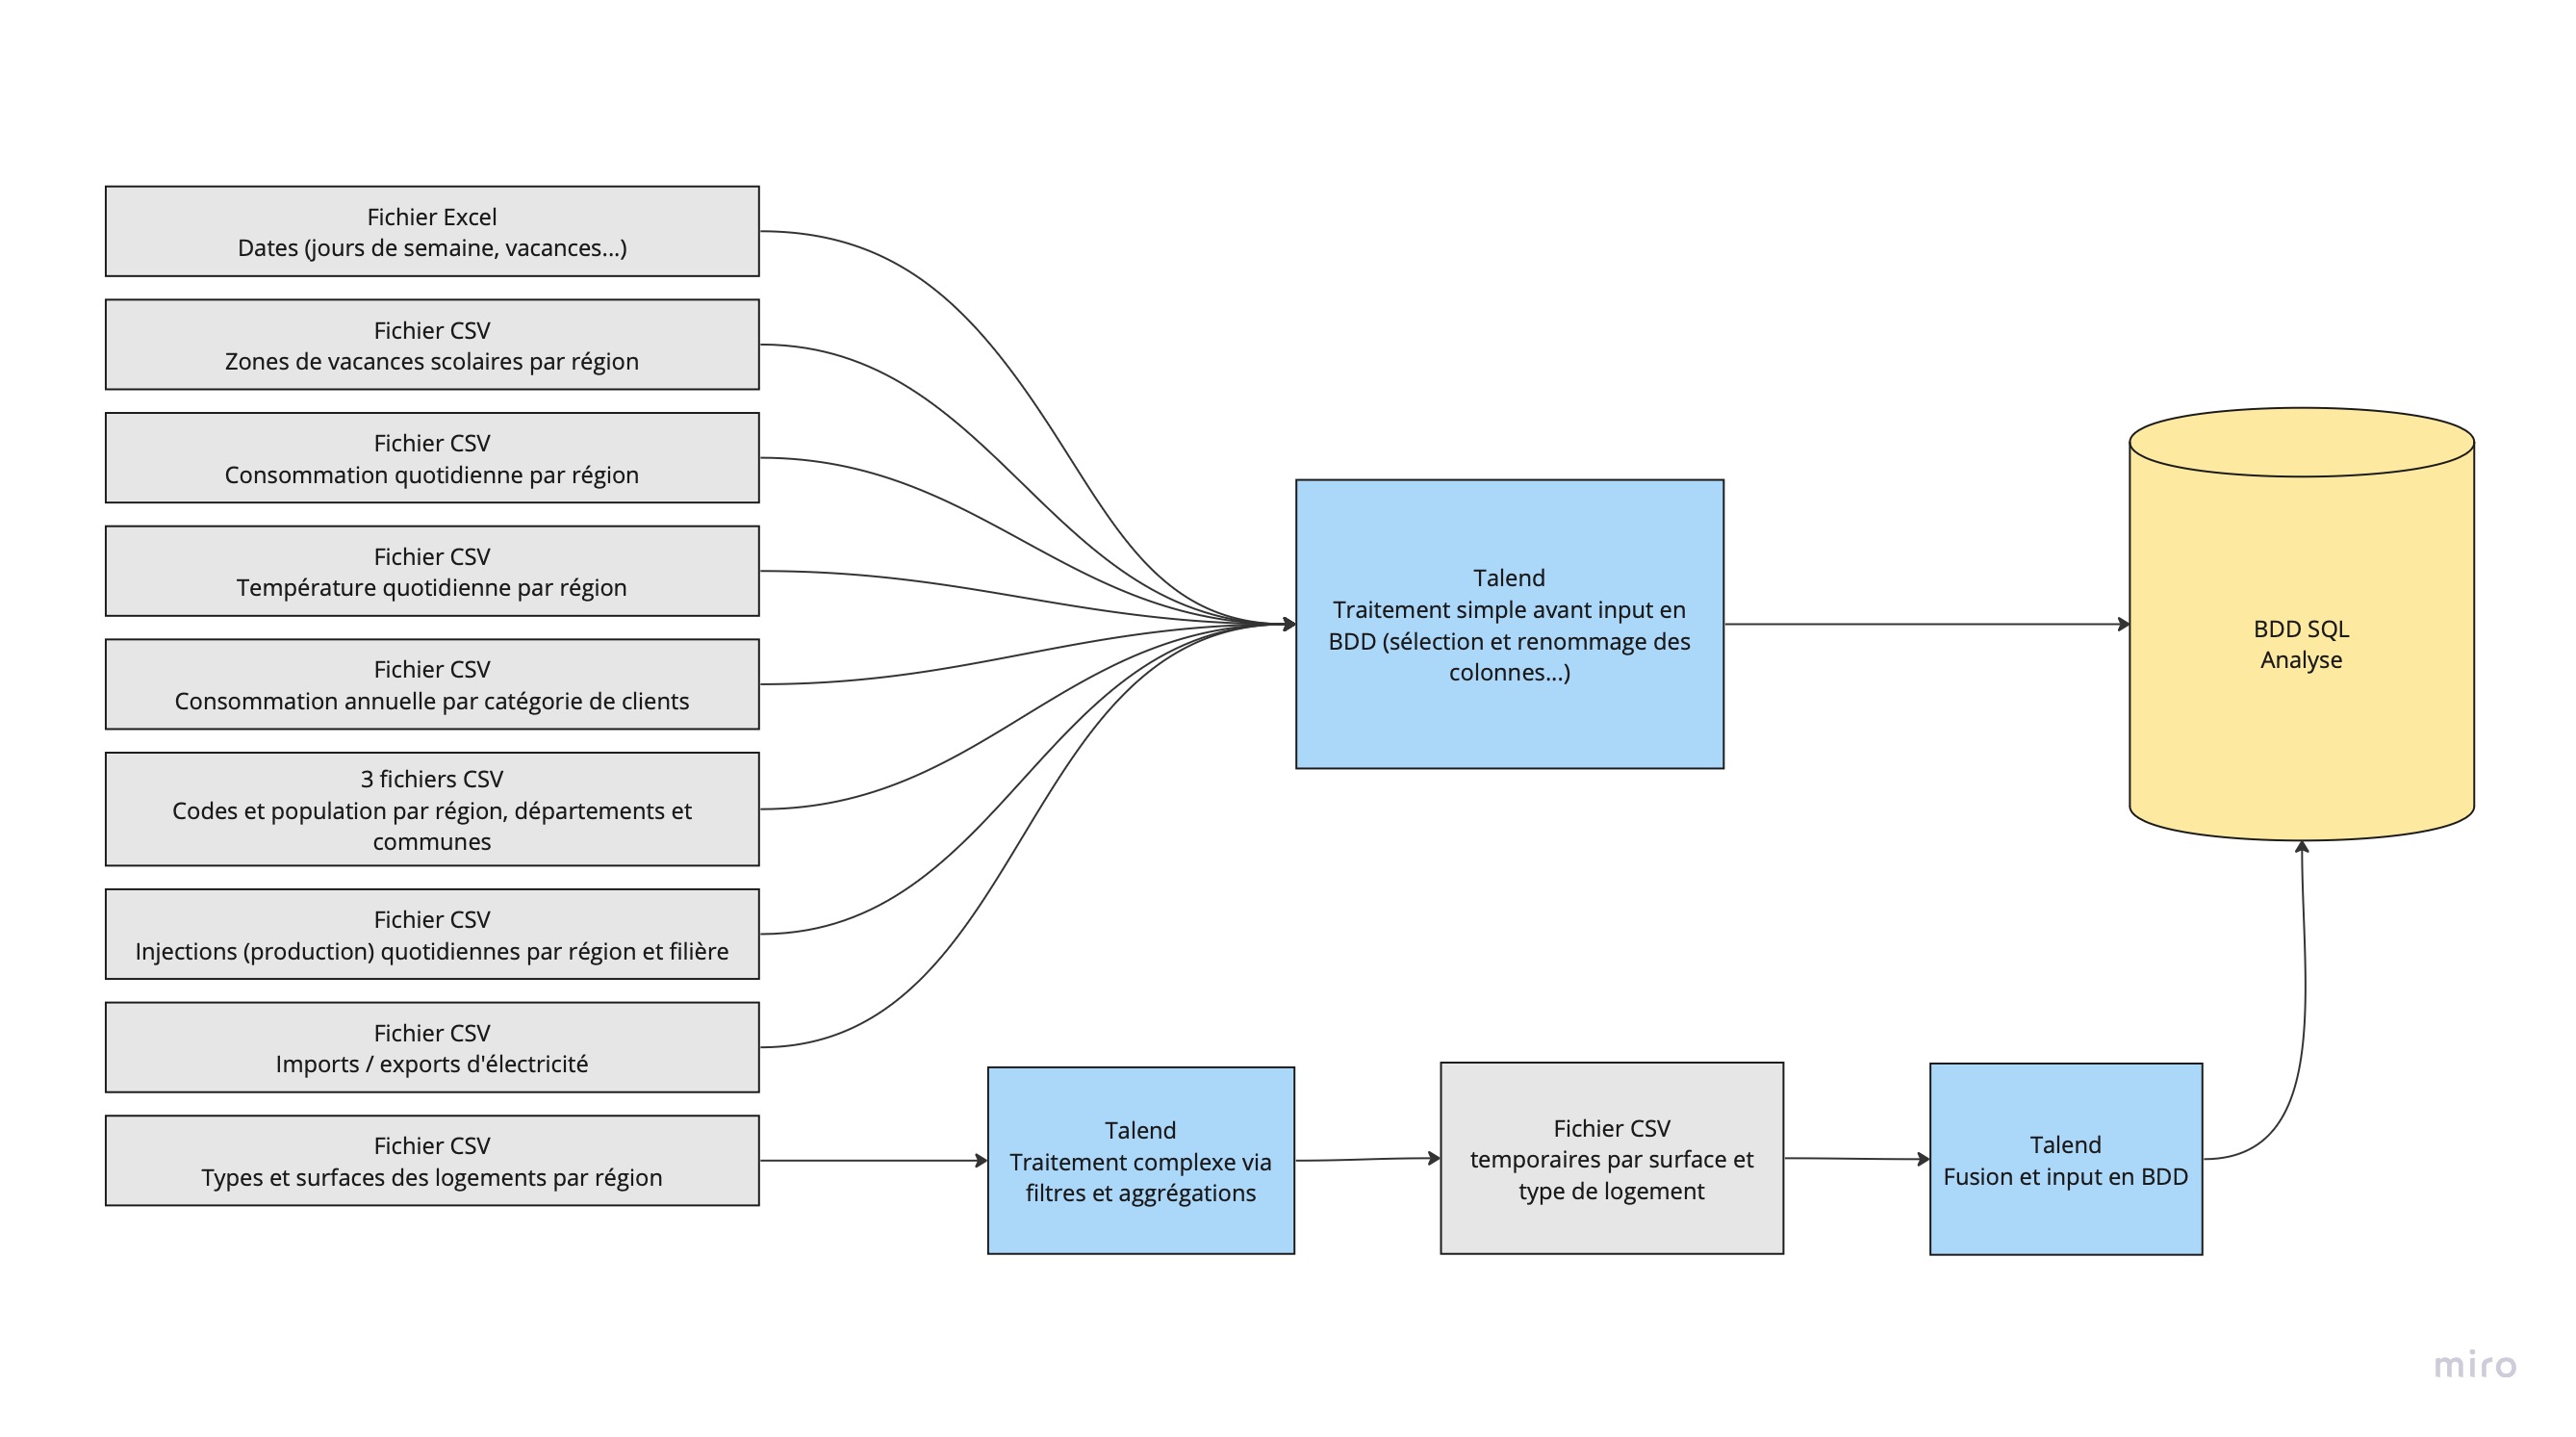 Fichier Excel
Dates (jours de semaine, vacances...)
Fichier CSV
Zones de vacances scolaires par région
Fichier CSV
Consommation quotidienne par région
Fichier CSV
Température quotidienne par région
Fichier CSV
Consommation annuelle par catégorie de clients
3 fichiers CSV
Codes et population par région, départements et
communes
Fichier CSV
Injections (production) quotidiennes par région et filière
Fichier CSV
Imports / exports d'électricité
Fichier CSV
Types et surfaces des logements par région
Talend
Traitement simple avant input en
BDD (sélection et renommage des
colonnes...)
BDD SQL
Analyse
Talend
Traitement complexe via
filtres et aggrégations
Fichier CSV
temporaires par surface et
type de logement
Talend
Fusion et input en BDD
miro